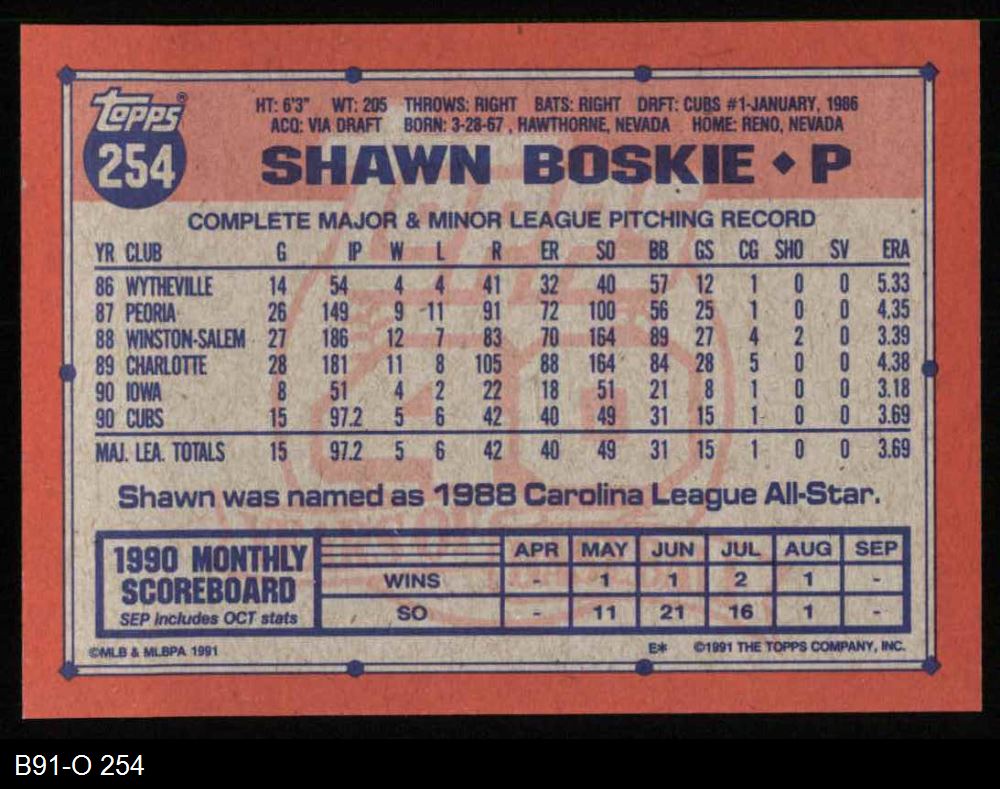 Topps®
254
HT: 6'3" WT: 205 THROWS: RIGHT BATS: RIGHT DRFT: CUBS #1-JANUARY, 1986
ACQ: VIA DRAFT BORN: 3-28-67, HAWTHORNE, NEVADA HOME: RENO, NEVADA
SHAWN BOSKIE ♦ P
COMPLETE MAJOR & MINOR LEAGUE PITCHING RECORD
YR CLUB G IP W L R ER SO BB GS CG SHO SV ERA
86 WYTHEVILLE 14 54 4 4 41 32 40 57 12 1 0 0 5.33
87 PEORIA 26 149 9 11 91 72 100 56 25 1 0 0 4.35
88 WINSTON-SALEM 27 186 12 7 83 70 164 89 27 4 2 0 3.39
89 CHARLOTTE 28 181 11 8 105 88 164 84 28 5 0 0 4.38
90 IOWA 8 51 4 2 22 18 51 21 8 1 0 0 3.18
90 CUBS 15 97.2 5 6 42 40 49 31 15 1 0 0 3.69
MAJ. LEA. TOTALS 15 97.2 5 6 42 40 49 31 15 1 0 0 3.69
Shawn was named as 1988 Carolina League All-Star.
1990 MONTHLY SCOREBOARD
SEP includes OCT stats
APR MAY JUN JUL AUG SEP
WINS - 1 1 2 1 -
SO - 11 21 16 1 -
©MLB & MLBPA 1991 E* ©1991 THE TOPPS COMPANY, INC.
B91-O 254